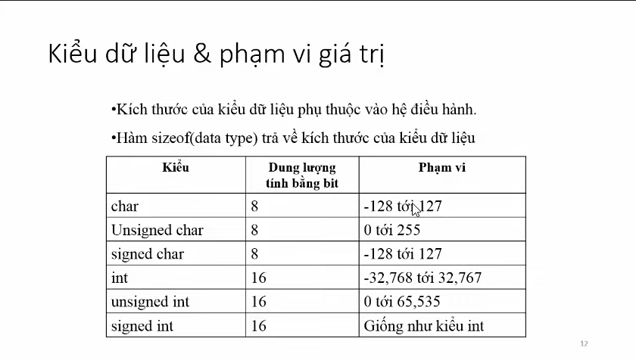 Kiểu dữ liệu & phạm vi giá trị
•Kích thước của kiểu dữ liệu phụ thuộc vào hệ điều hành.
•Hàm sizeof(data type) trả về kích thước của kiểu dữ liệu
Kiểu Dung lượng tính bằng bit Phạm vi
char 8 -128 tới 127
Unsigned char 8 0 tới 255
signed char 8 -128 tới 127
int 16 -32,768 tới 32,767
unsigned int 16 0 tới 65,535
signed int 16 Giống như kiểu int
12